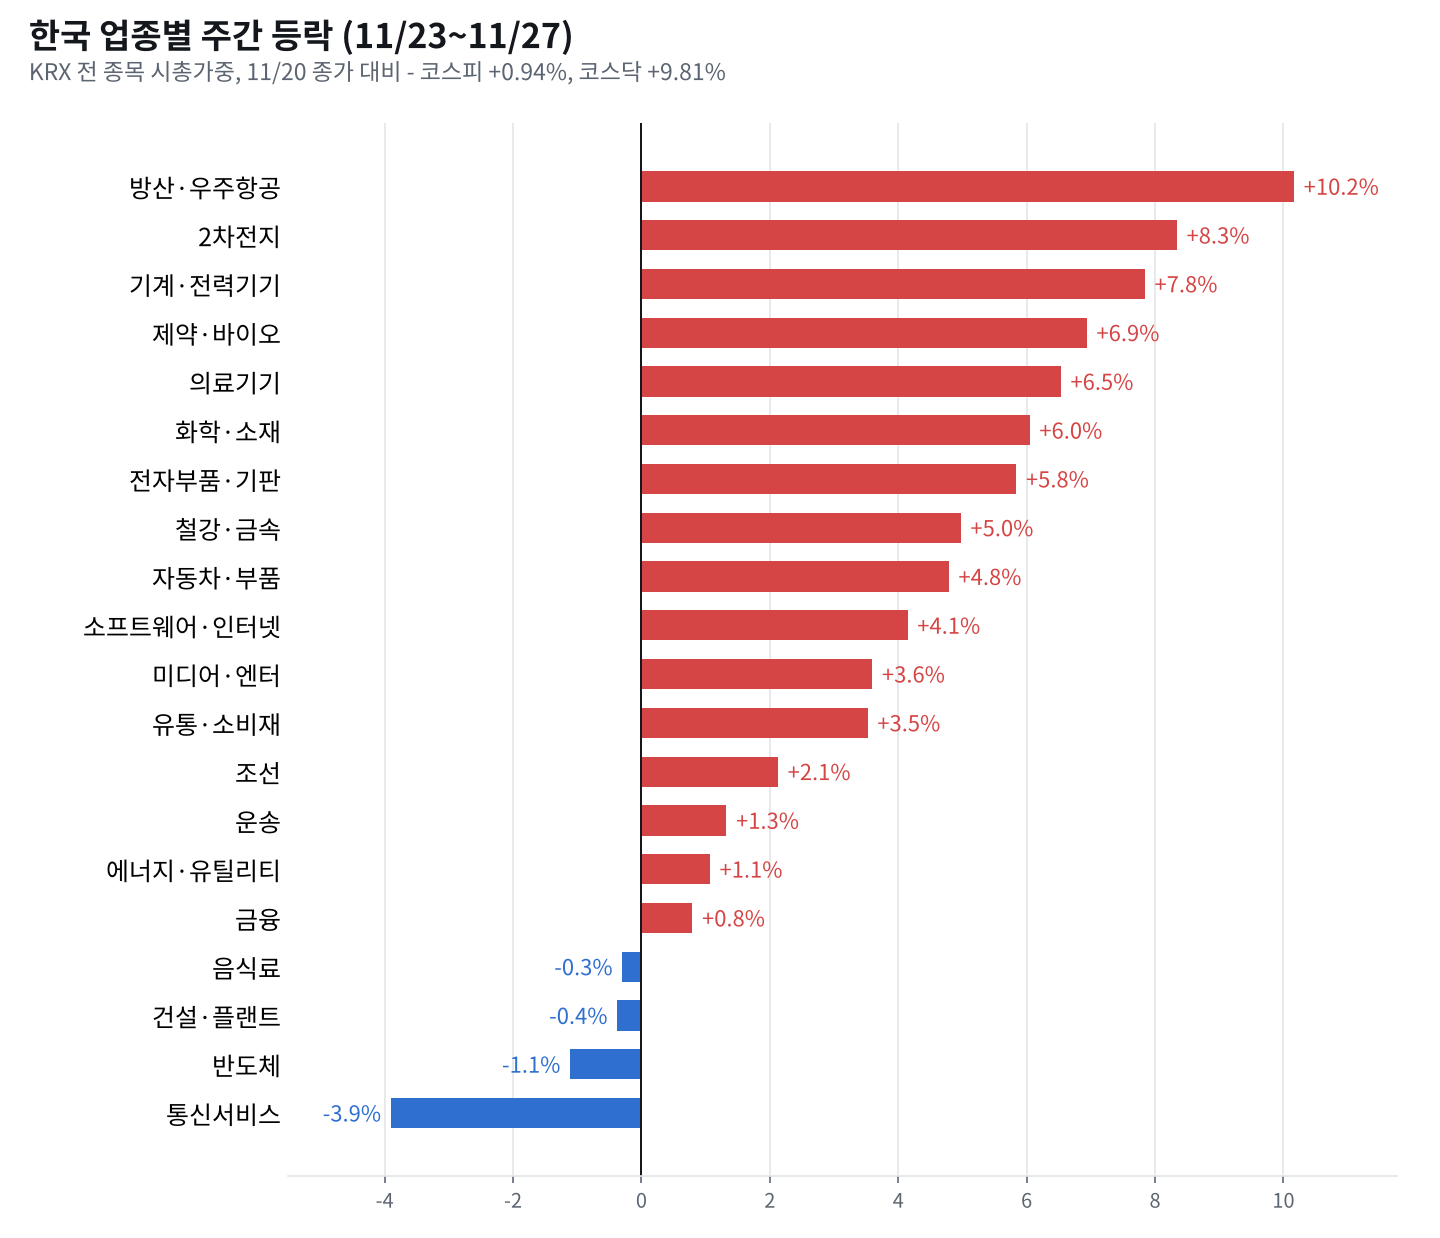 한국 업종별 주간 등락 (11/23~11/27)
KRX 전 종목 시총가중, 11/20 종가 대비 - 코스피 +0.94%, 코스닥 +9.81%
방산·우주항공 +10.2%
2차전지 +8.3%
기계·전력기기 +7.8%
제약·바이오 +6.9%
의료기기 +6.5%
화학·소재 +6.0%
전자부품·기판 +5.8%
철강·금속 +5.0%
자동차·부품 +4.8%
소프트웨어·인터넷 +4.1%
미디어·엔터 +3.6%
유통·소비재 +3.5%
조선 +2.1%
운송 +1.3%
에너지·유틸리티 +1.1%
금융 +0.8%
음식료 -0.3%
건설·플랜트 -0.4%
반도체 -1.1%
통신서비스 -3.9%
-4 -2 0 2 4 6 8 10